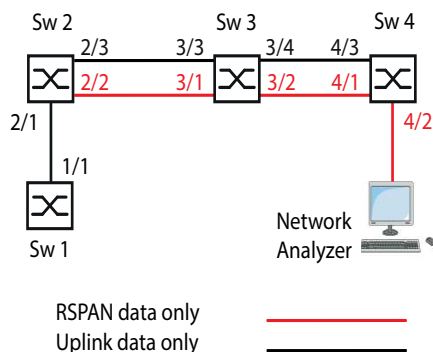 Sw 2
Sw 3
Sw 4
2/3
3/3
3/4
4/3
2/2
3/1
3/2
4/1
2/1
4/2
1/1
Sw 1
Network
Analyzer
RSPAN data only
Uplink data only